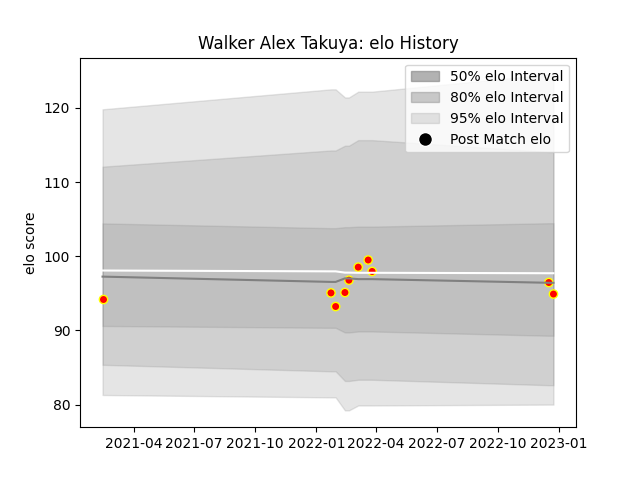 Walker Alex Takuya: elo History
50% elo Interval
80% elo Interval
95% elo Interval
Post Match elo
elo score
120
110
100
90
80
2021-04 2021-07 2021-10 2022-01 2022-04 2022-07 2022-10 2023-01